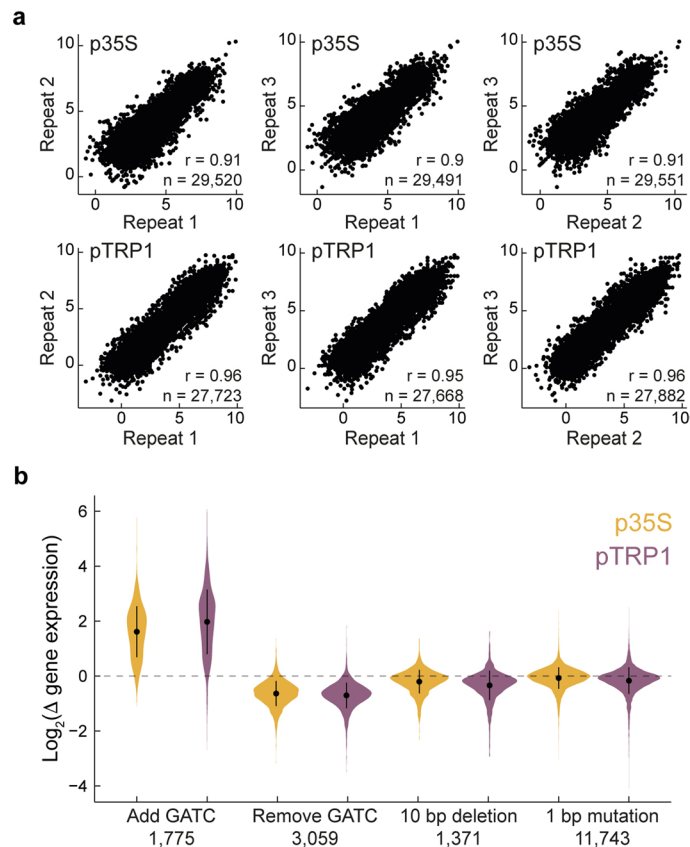 a
p35S
10
5
0
Repeat 2
r = 0.91
n = 29,520
0
5
10
Repeat 1
p35S
10
5
0
Repeat 3
r = 0.9
n = 29,491
0
5
10
Repeat 1
p35S
10
5
0
Repeat 3
r = 0.91
n = 29,551
0
5
10
Repeat 2
pTRP1
10
5
0
Repeat 2
r = 0.96
n = 27,723
0
5
10
Repeat 1
pTRP1
10
5
0
Repeat 3
r = 0.95
n = 27,668
0
5
10
Repeat 1
pTRP1
10
5
0
Repeat 3
r = 0.96
n = 27,882
0
5
10
Repeat 2
b
p35S
pTRP1
Log2(Δ gene expression)
6
4
2
0
−2
−4
Add GATC
1,775
Remove GATC
3,059
10 bp deletion
1,371
1 bp mutation
11,743